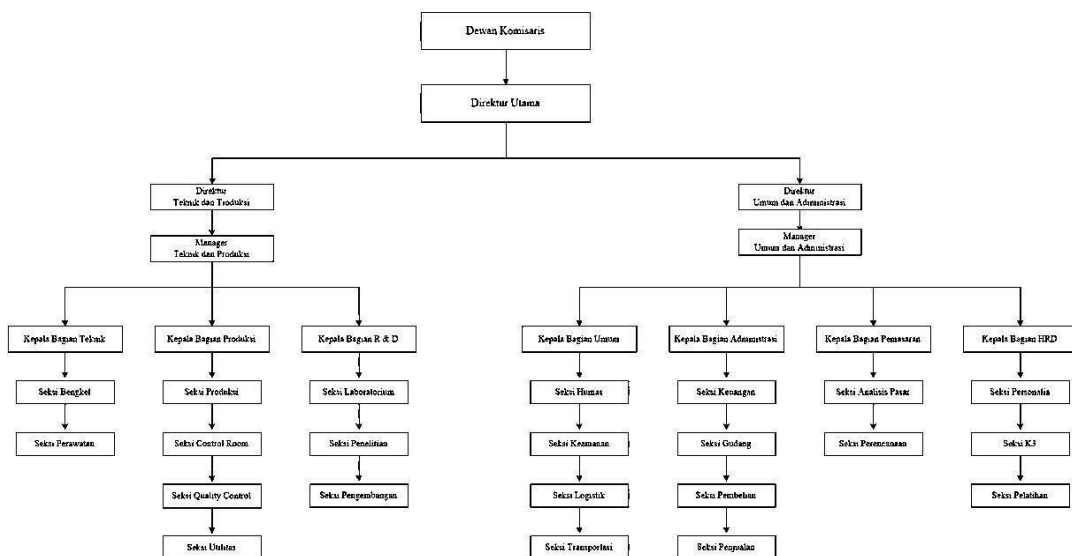 Dewan Komisaris
Direktur Utama
Direktur
Teknik dan Produksi
Direktur
Umum dan Administrasi
Manager
Teknik dan Produksi
Manager
Umum dan Administrasi
Kepala Bagian Teknik
Kepala Bagian Produksi
Kepala Bagian R & D
Kepala Bagian Umum
Kepala Bagian Administrasi
Kepala Bagian Pemasaran
Kepala Bagian HRD
Seksi Bengkel
Seksi Produksi
Seksi Laboratorium
Seksi Humas
Seksi Keuangan
Seksi Analisis Pasar
Seksi Personalia
Seksi Perawatan
Seksi Control Room
Seksi Penelitian
Seksi Keamanan
Seksi Gudang
Seksi Perencanaan
Seksi K3
Seksi Quality Control
Seksi Pengembangan
Seksi Logistik
Seksi Pembelian
Seksi Pelatihan
Seksi Utilitas
Seksi Transportasi
Seksi Penjualan